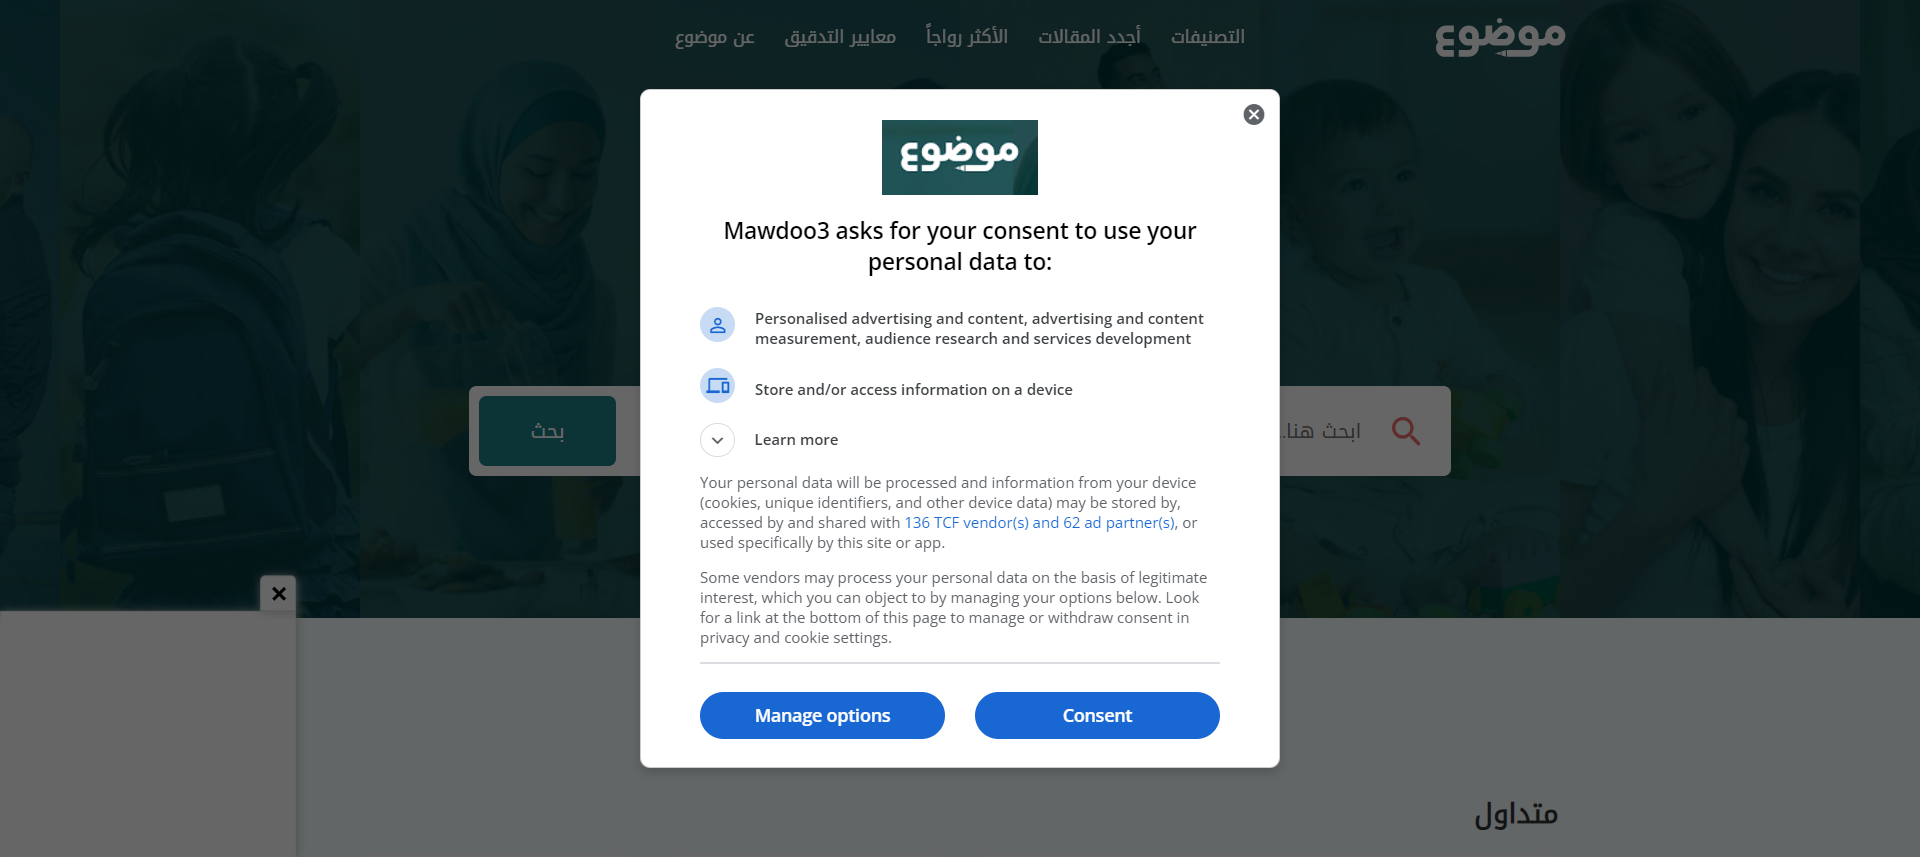 موضوع
التصنيفات
أجدد المقالات
الأكثر رواجاً
معايير التدقيق
عن موضوع
موضوع
Mawdoo3 asks for your consent to use your
personal data to:
Personalised advertising and content, advertising and content
measurement, audience research and services development
Store and/or access information on a device
Learn more
Your personal data will be processed and information from your device
(cookies, unique identifiers, and other device data) may be stored by,
accessed by and shared with 136 TCF vendor(s) and 62 ad partner(s), or
used specifically by this site or app.
Some vendors may process your personal data on the basis of legitimate
interest, which you can object to by managing your options below. Look
for a link at the bottom of this page to manage or withdraw consent in
privacy and cookie settings.
Manage options
Consent
ابحث هنا..
بحث
متداول